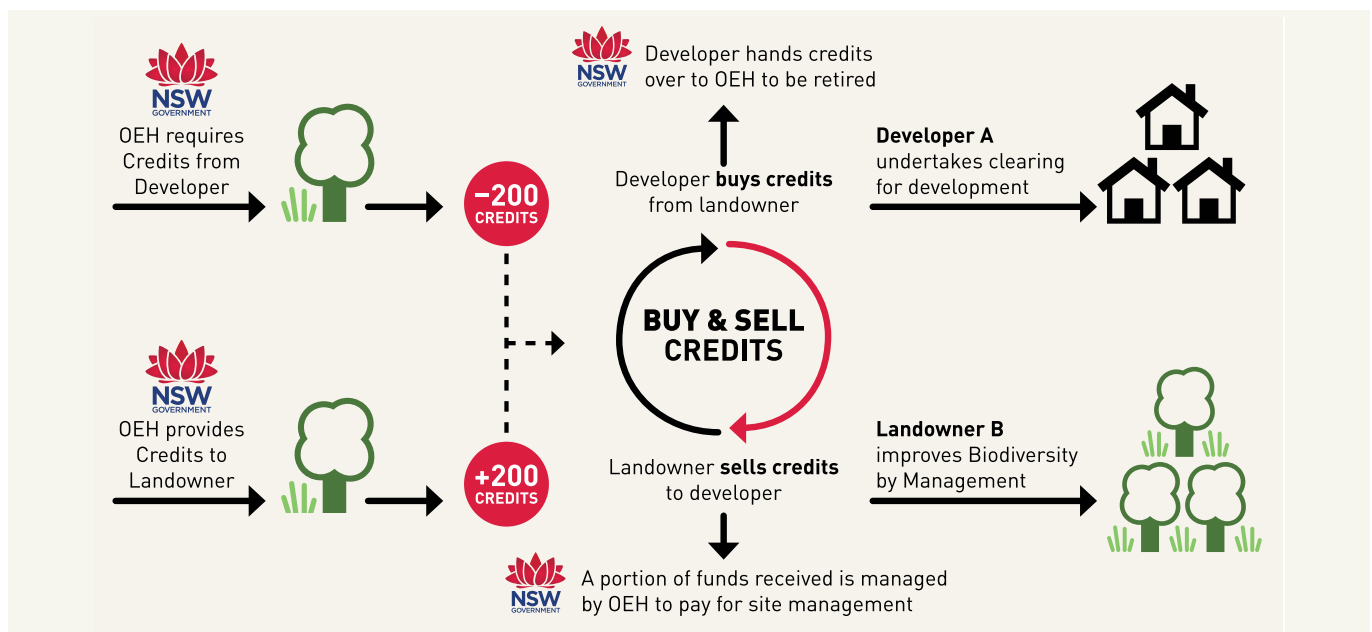 NSW
GOVERNMENT
OEH requires
Credits from
Developer
−200
CREDITS
NSW
GOVERNMENT
Developer hands credits
over to OEH to be retired
Developer buys credits
from landowner
Developer A
undertakes clearing
for development
BUY & SELL
CREDITS
NSW
GOVERNMENT
OEH provides
Credits to
Landowner
+200
CREDITS
Landowner sells credits
to developer
Landowner B
improves Biodiversity
by Management
NSW
GOVERNMENT
A portion of funds received is managed
by OEH to pay for site management